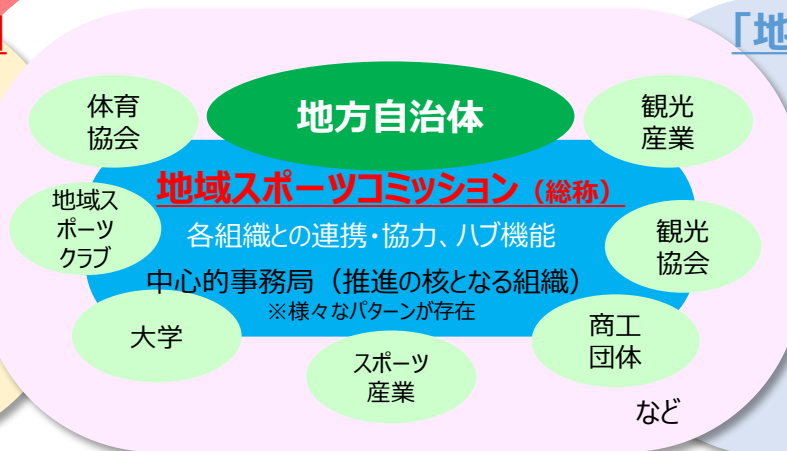 「地
体育
協会
地方自治体
観光
産業
地域スポーツコミッション（総称）
地域ス
ポーツ
クラブ
各組織との連携・協力、ハブ機能
観光
協会
中心的事務局（推進の核となる組織）
※様々なパターンが存在
大学
スポーツ
産業
商工
団体
など